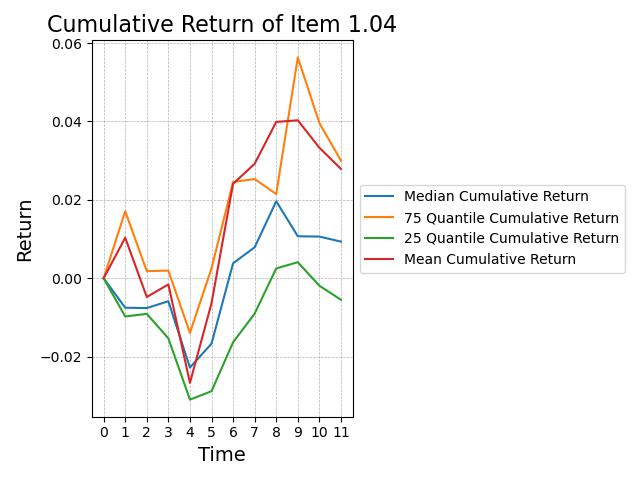 Cumulative Return of Item 1.04
0.06
0.04
0.02
0.00
−0.02
Return
0 1 2 3 4 5 6 7 8 9 10 11
Time
Median Cumulative Return
75 Quantile Cumulative Return
25 Quantile Cumulative Return
Mean Cumulative Return